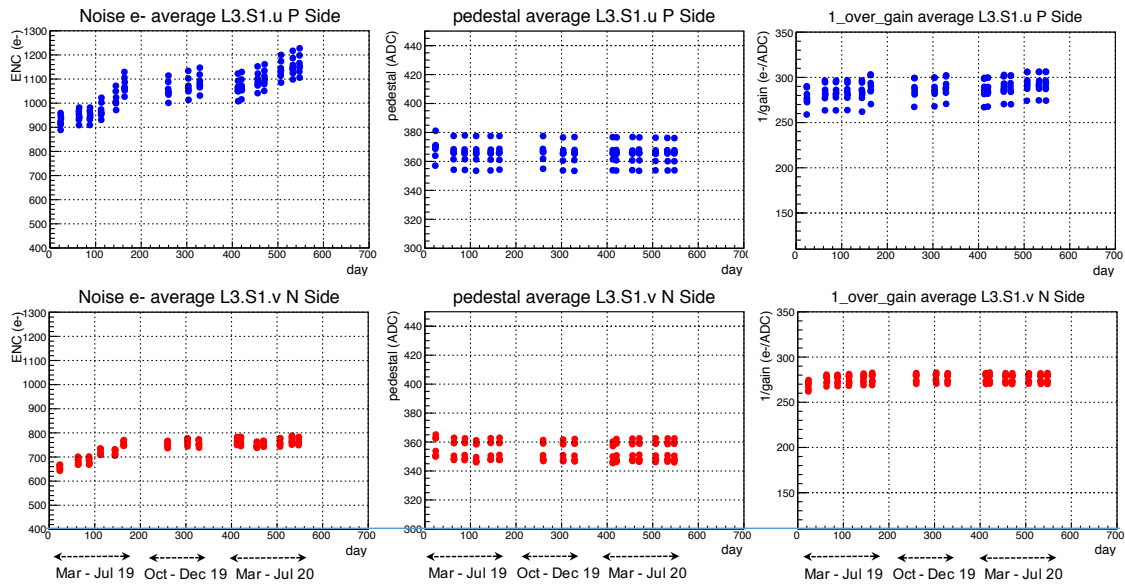 Noise e- average L3.S1.u P Side
ENC (e-)
1300
1200
1100
1000
900
800
700
600
500
400
0 100 200 300 400 500 600 700
day
pedestal average L3.S1.u P Side
pedestal (ADC)
440
420
400
380
360
340
320
300
0 100 200 300 400 500 600 700
day
1_over_gain average L3.S1.u P Side
1/gain (e-/ADC)
350
300
250
200
150
0 100 200 300 400 500 600 700
day
Noise e- average L3.S1.v N Side
ENC (e-)
1300
1200
1100
1000
900
800
700
600
500
400
0 100 200 300 400 500 600 700
day
pedestal average L3.S1.v N Side
pedestal (ADC)
440
420
400
380
360
340
320
300
0 100 200 300 400 500 600 700
day
1_over_gain average L3.S1.v N Side
1/gain (e-/ADC)
350
300
250
200
150
0 100 200 300 400 500 600 700
day
Mar - Jul 19 Oct - Dec 19 Mar - Jul 20
Mar - Jul 19 Oct - Dec 19 Mar - Jul 20
Mar - Jul 19 Oct - Dec 19 Mar - Jul 20